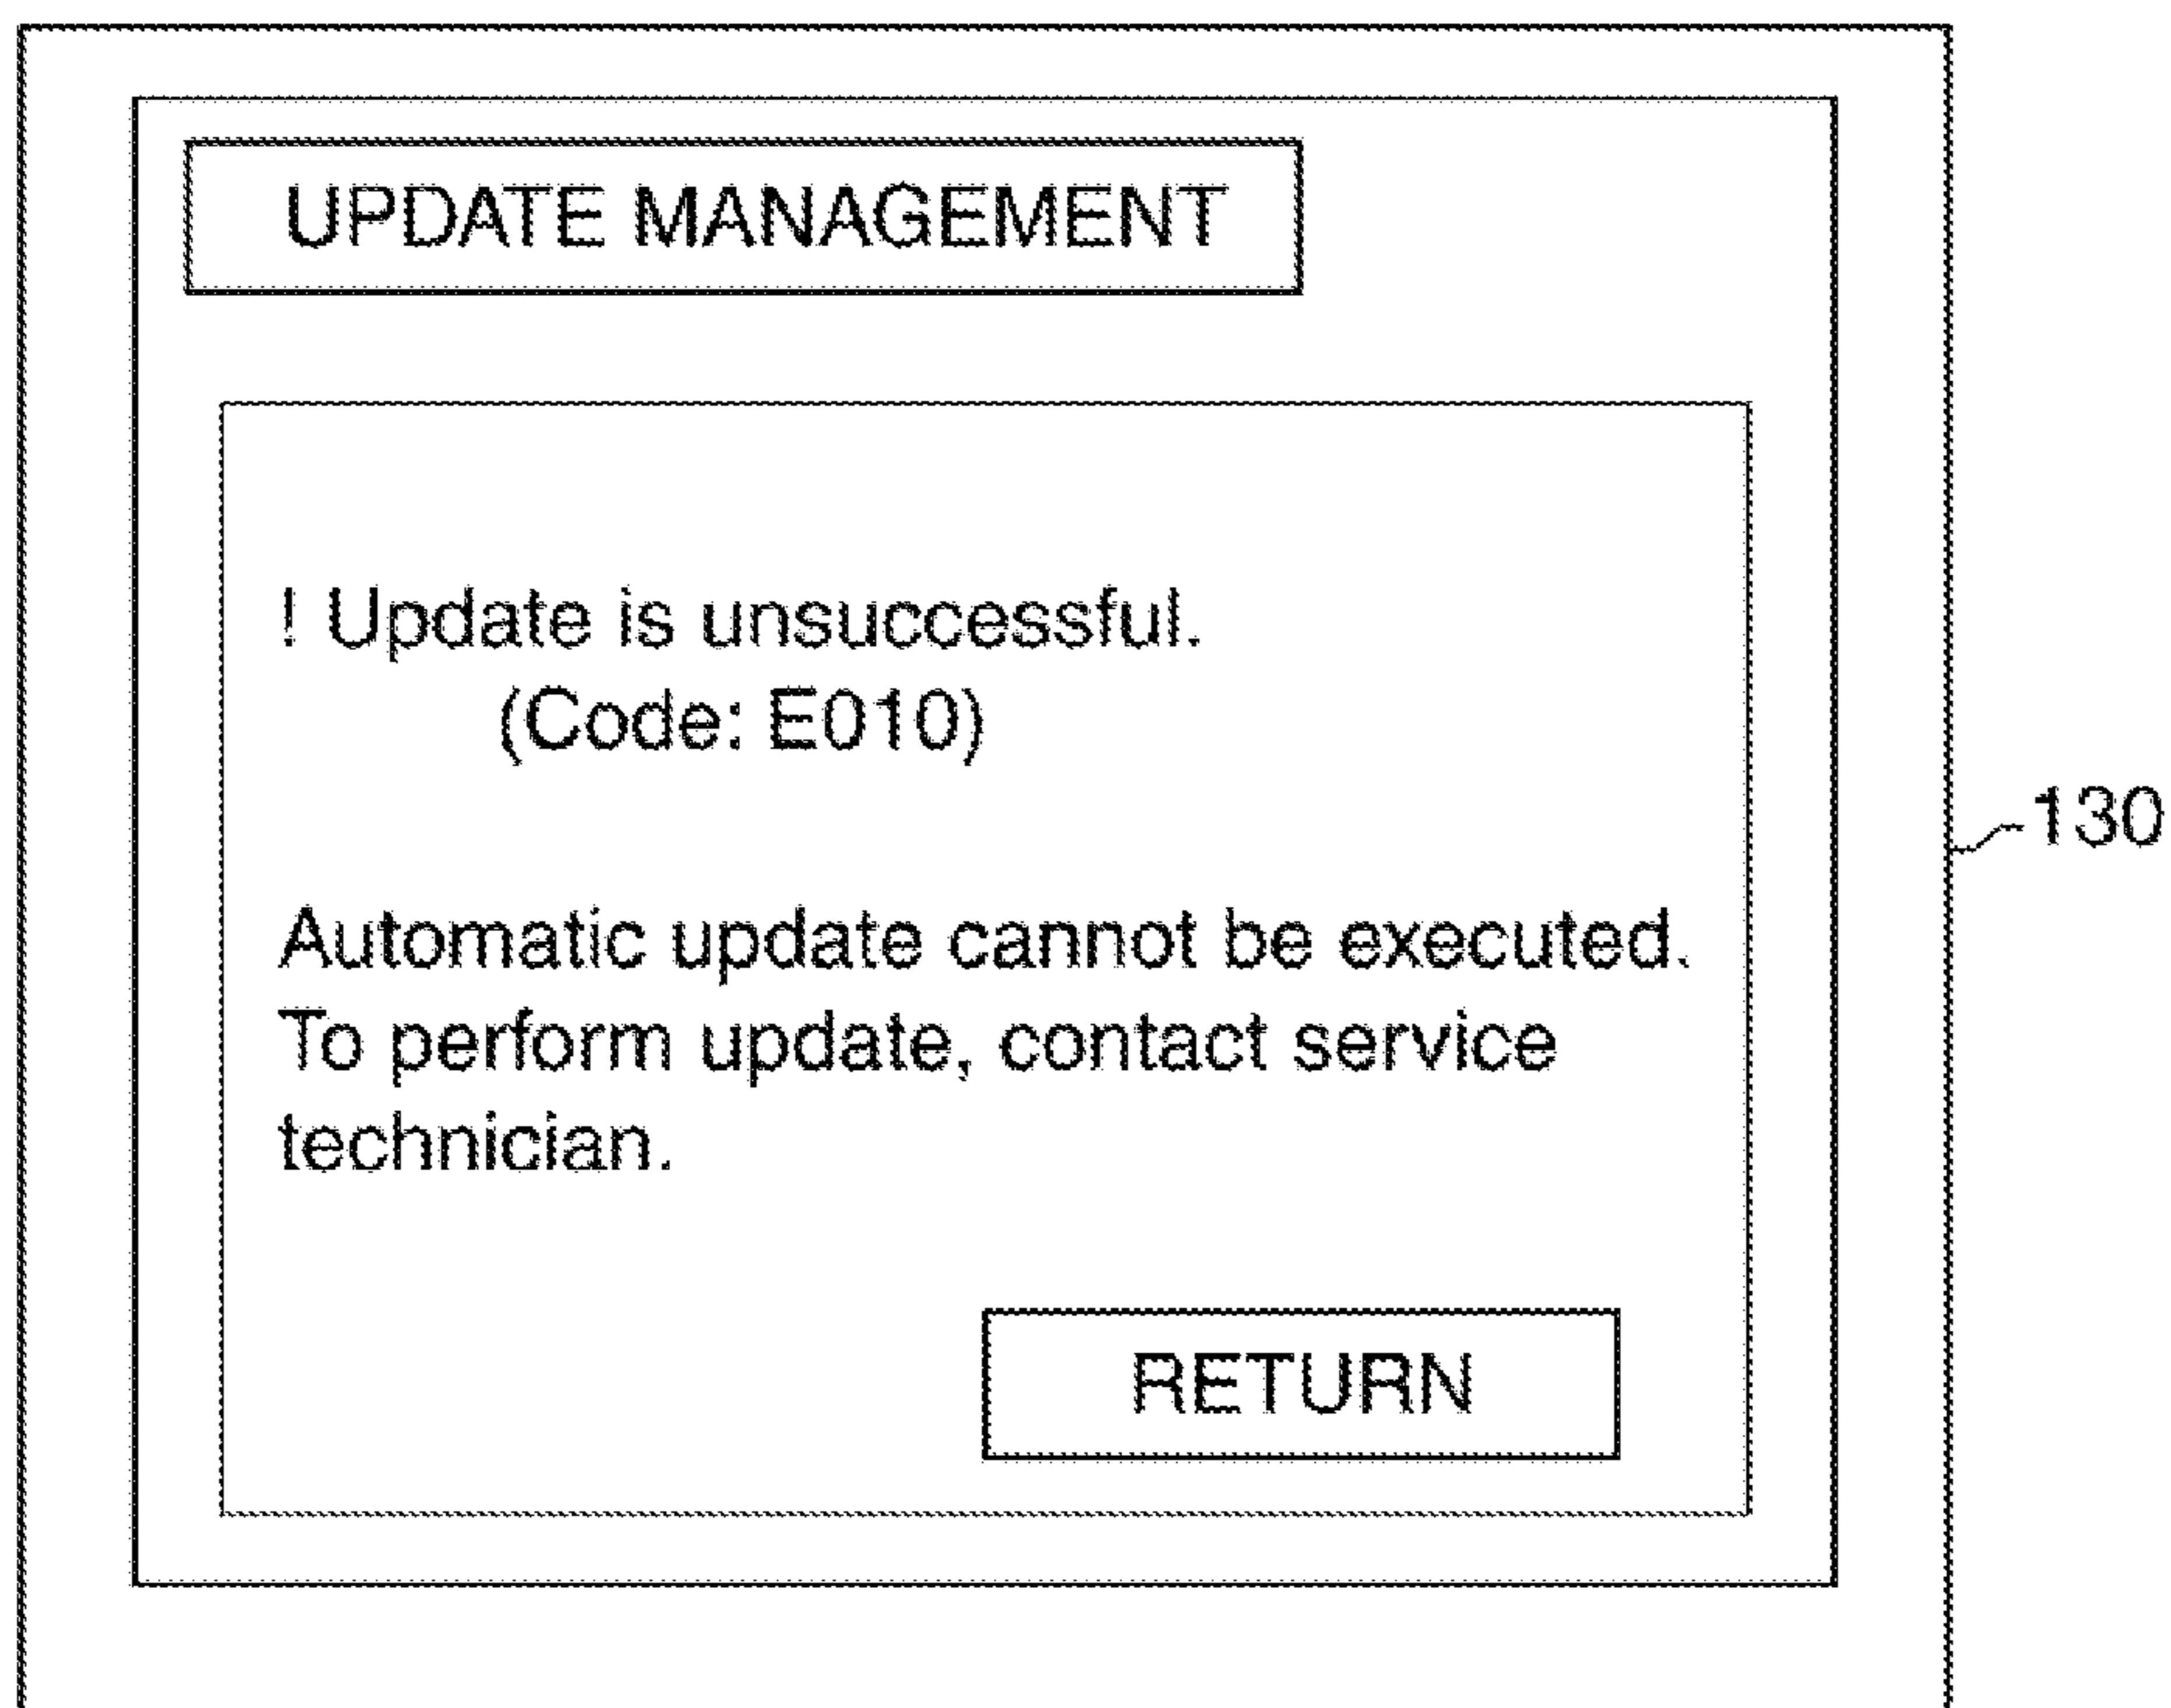 UPDATE MANAGEMENT
! Update is unsuccessful.
(Code: E010)
130
Automatic update cannot be executed.
To perform update, contact service
technician.
RETURN